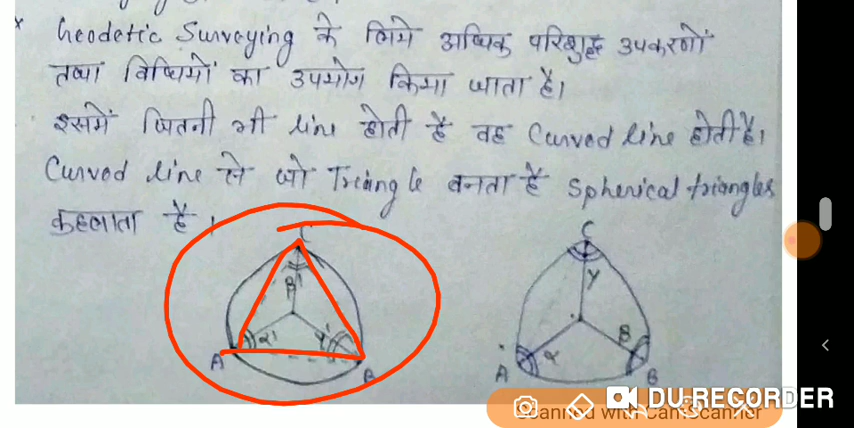 * Geodetic Surveying के लिये अधिक परिशुद्ध उपकरणों
तथा विधियों का उपयोग किया जाता है।
इसमें जितनी भी line होती है वह Curved line होती है।
Curved line से जो Triangle बनता है Spherical triangles
कहलाता है।
C C
β' γ
α' γ' α β
A B A B
DU RECORDER
Scanned with CamScanner